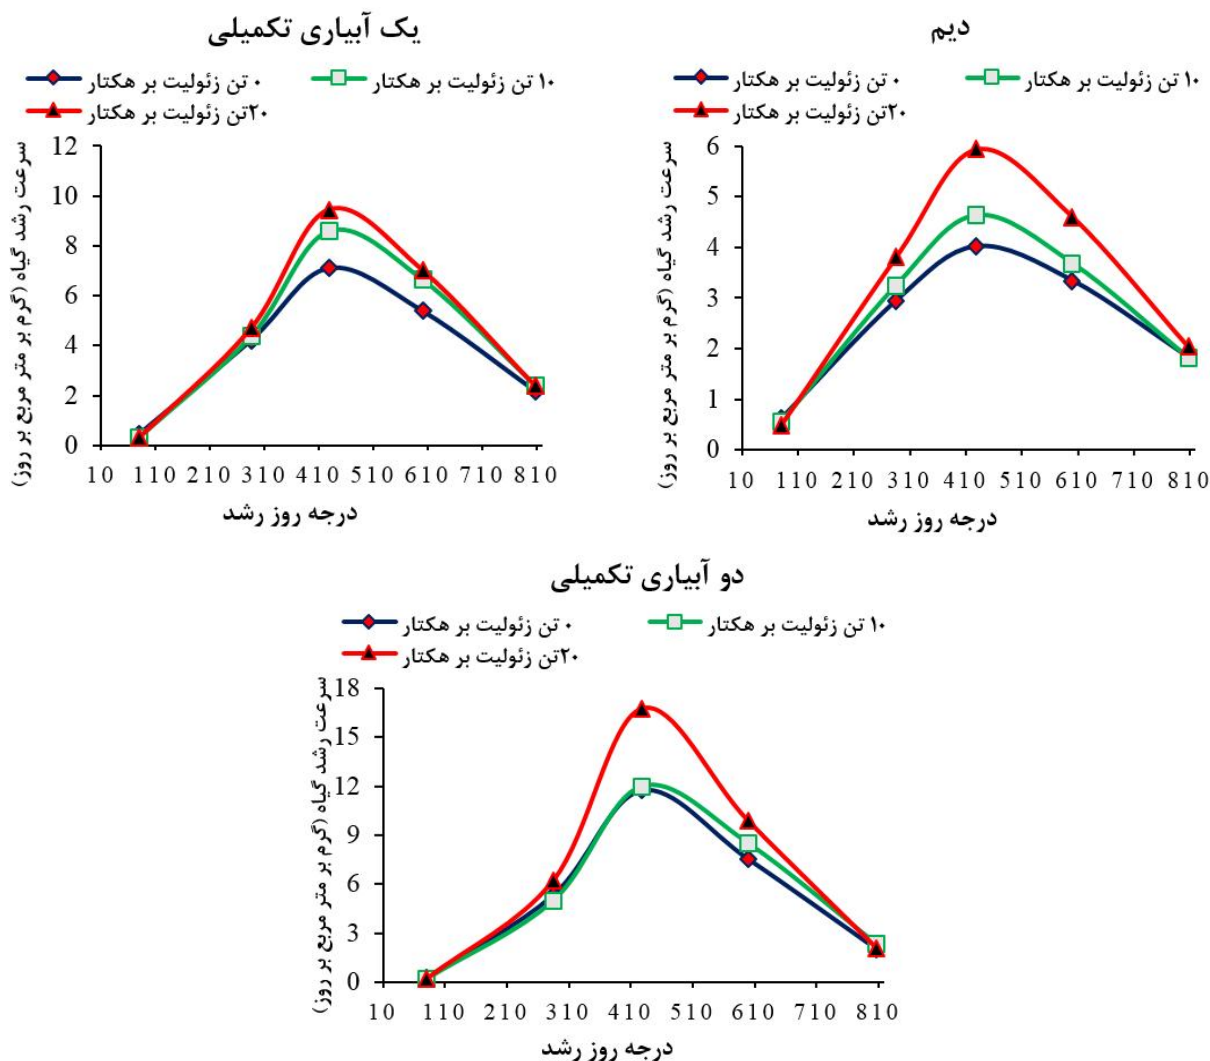 یک آبیاری تکمیلی
۰ تن زئولیت بر هکتار
۱۰ تن زئولیت بر هکتار
۲۰تن زئولیت بر هکتار
سرعت رشد گیاه (گرم بر متر مربع بر روز)
12
10
8
6
4
2
0
10 110 210 310 410 510 610 710 810
درجه روز رشد
دیم
۰ تن زئولیت بر هکتار
۱۰ تن زئولیت بر هکتار
۲۰تن زئولیت بر هکتار
سرعت رشد گیاه (گرم بر متر مربع بر روز)
6
5
4
3
2
1
0
10 110 210 310 410 510 610 710 810
درجه روز رشد
دو آبیاری تکمیلی
۰ تن زئولیت بر هکتار
۱۰ تن زئولیت بر هکتار
۲۰تن زئولیت بر هکتار
سرعت رشد گیاه (گرم بر متر مربع بر روز)
18
15
12
9
6
3
0
10 110 210 310 410 510 610 710 810
درجه روز رشد